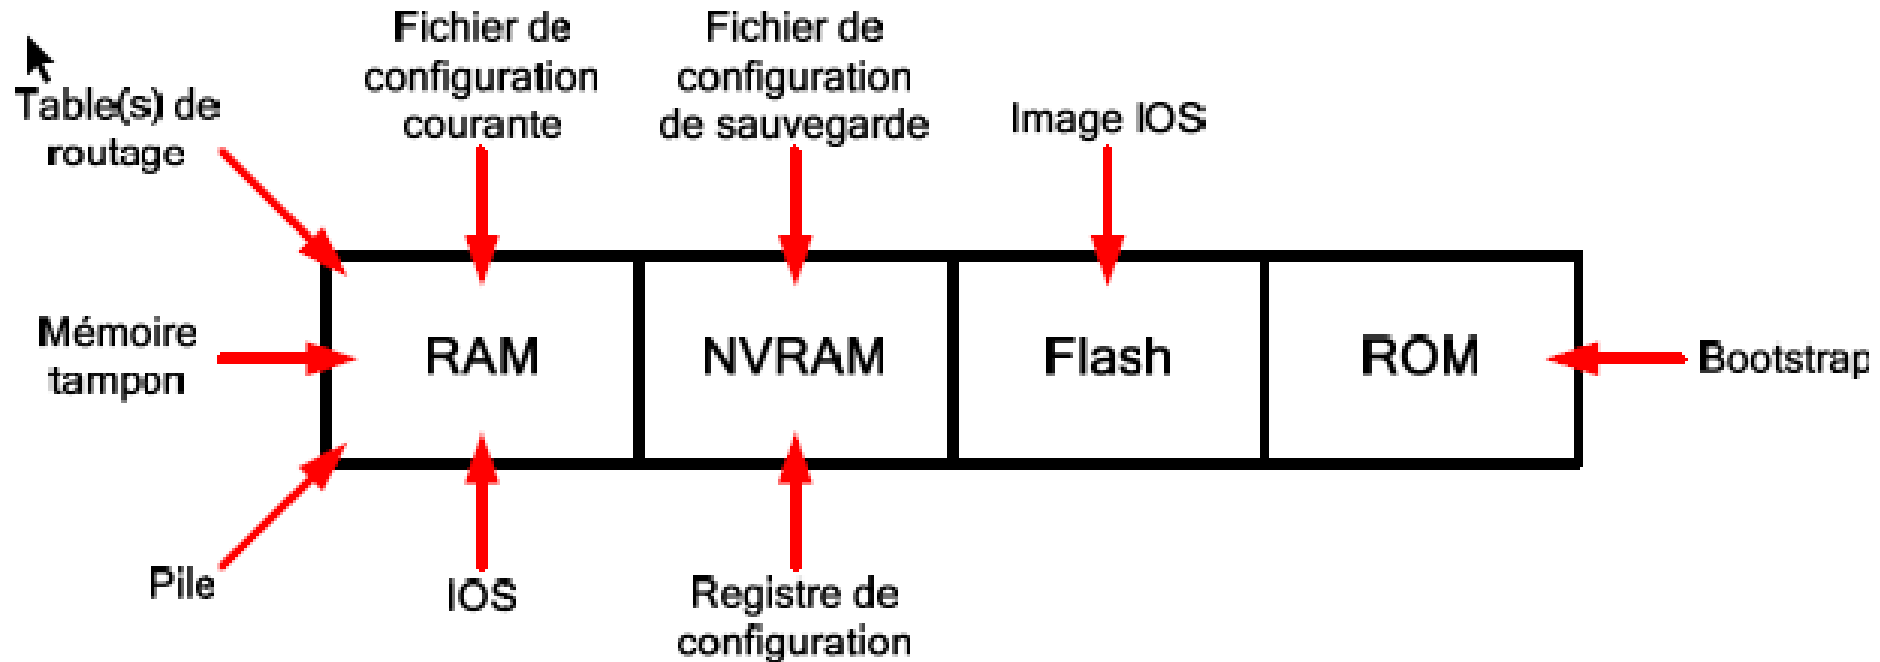 Fichier de
configuration
courante
Fichier de
configuration
de sauvegarde
Table(s) de
routage
Image IOS
Mémoire
tampon
RAM
NVRAM
Flash
ROM
Bootstrap
Pile
IOS
Registre de
configuration